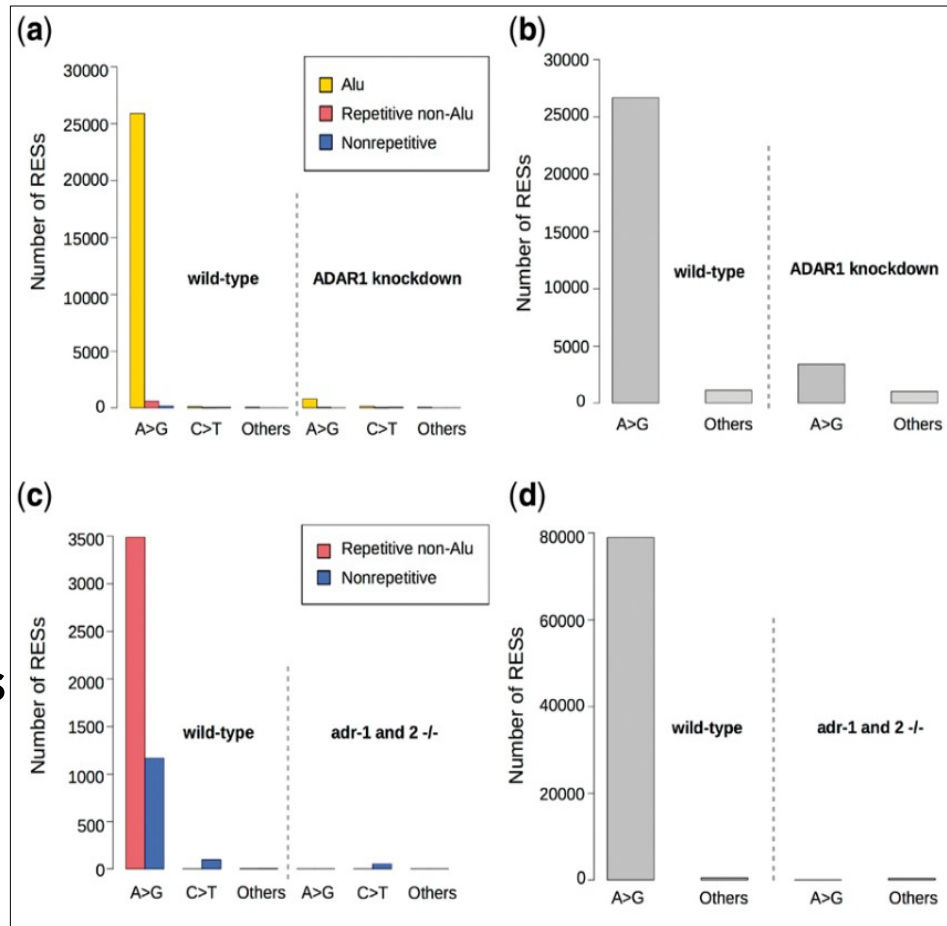 (a)
30000
25000
20000
15000
10000
5000
0
Number of RESs
Alu
Repetitive non-Alu
Nonrepetitive
wild-type
ADAR1 knockdown
A>G C>T Others A>G C>T Others
(b)
30000
25000
20000
15000
10000
5000
0
Number of RESs
wild-type
ADAR1 knockdown
A>G Others A>G Others
(c)
3500
3000
2500
2000
1500
1000
500
0
Number of RESs
Repetitive non-Alu
Nonrepetitive
wild-type
adr-1 and 2 -/-
A>G C>T Others A>G C>T Others
s
(d)
80000
60000
40000
20000
0
Number of RESs
wild-type
adr-1 and 2 -/-
A>G Others A>G Others